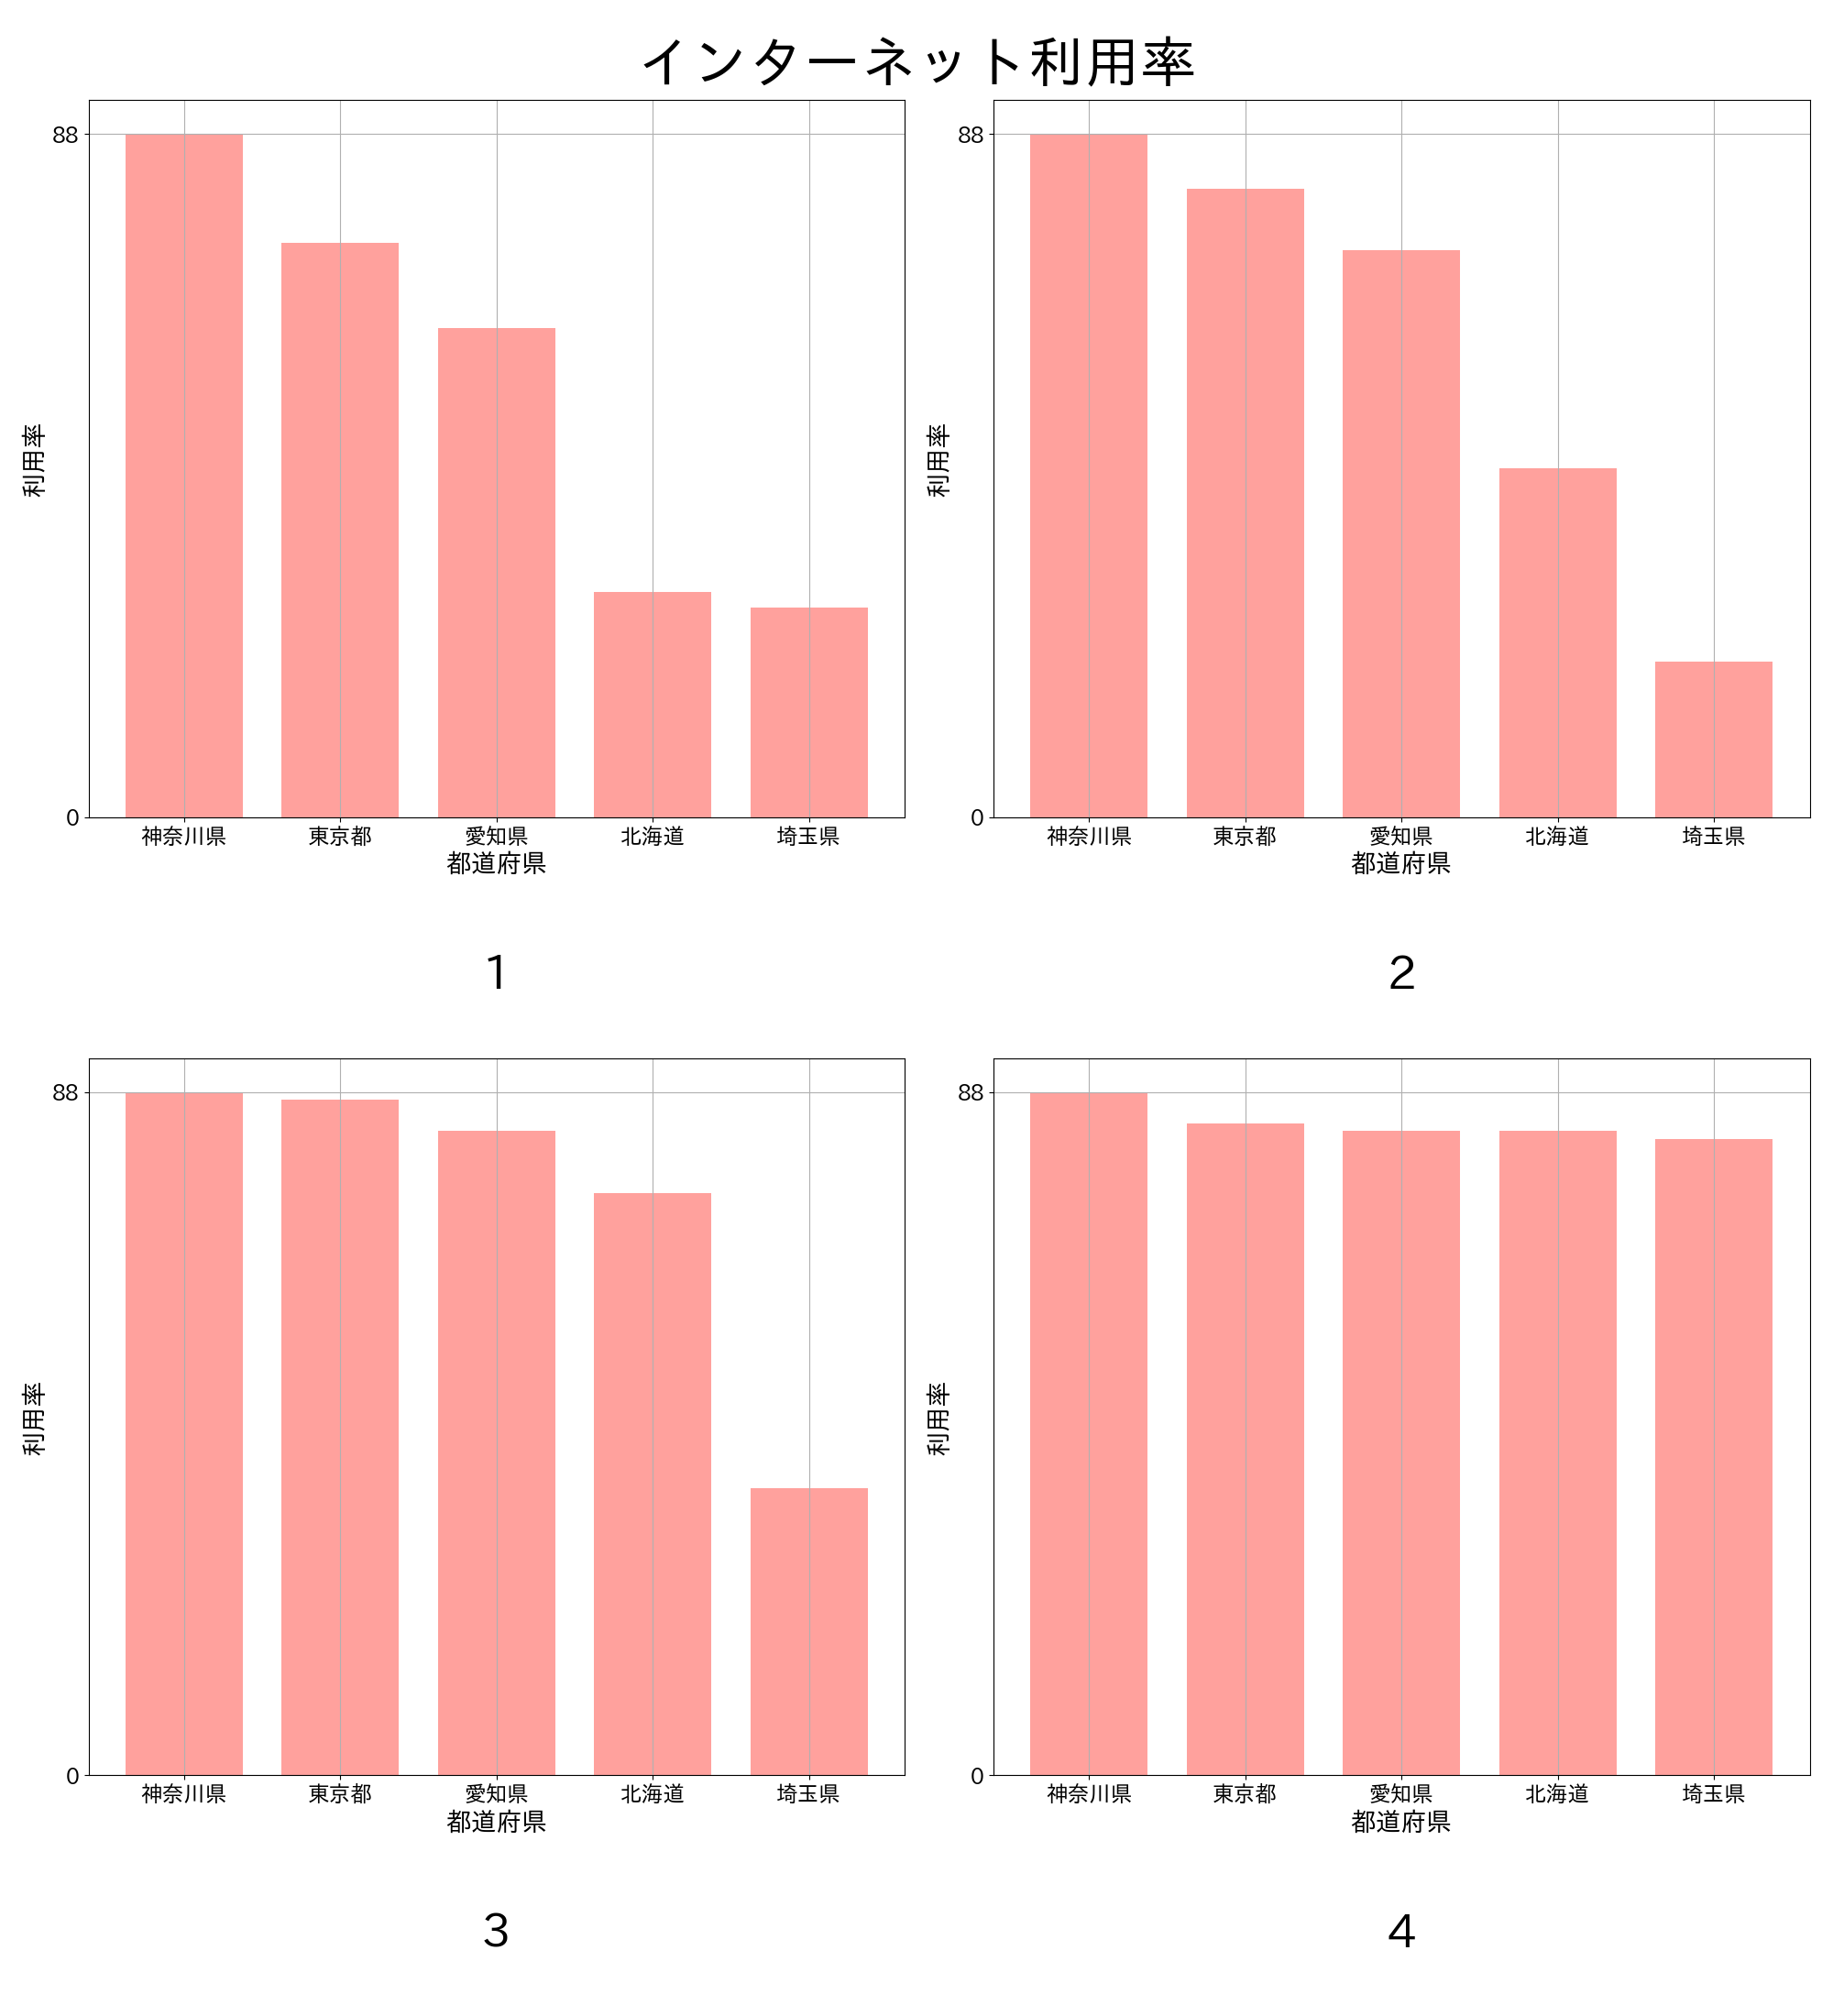 インターネット利用率
88
0
利用率
神奈川県 東京都 愛知県 北海道 埼玉県
都道府県
1
88
0
利用率
神奈川県 東京都 愛知県 北海道 埼玉県
都道府県
2
88
0
利用率
神奈川県 東京都 愛知県 北海道 埼玉県
都道府県
3
88
0
利用率
神奈川県 東京都 愛知県 北海道 埼玉県
都道府県
4